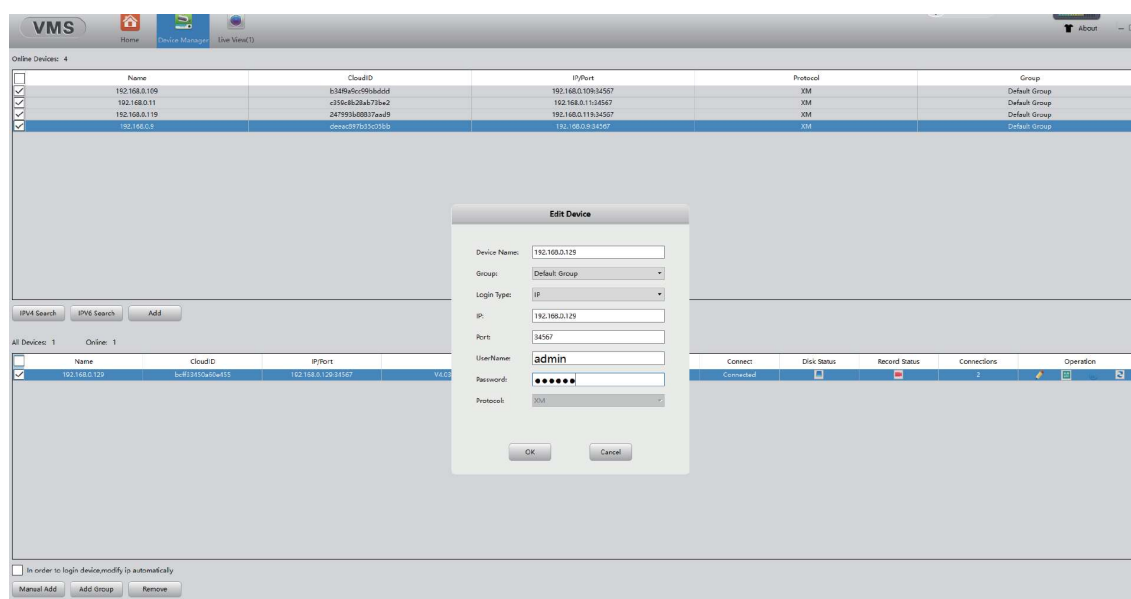 VMS
Home
Device Manager
Live View(1)
About
Online Devices: 4
Name CloudID IP/Port Protocol Group
192.168.0.109 b34f9a9cc99bbddd 192.168.0.109:34567 XM Default Group
192.168.0.11 c359c8b28ab73be2 192.168.0.11:34567 XM Default Group
192.168.0.119 247993b88837aad9 192.168.0.119:34567 XM Default Group
192.168.0.9 deeac897b35c05bb 192.168.0.9:34567 XM Default Group
Edit Device
Device Name: 192.168.0.129
Group: Default Group
Login Type: IP
IP: 192.168.0.129
Port: 34567
UserName: admin
Password: ●●●●●●
Protocol: XM
OK Cancel
IPV4 Search IPV6 Search Add
All Devices: 1 Online: 1
Name CloudID IP/Port Connect Disk Status Record Status Connections Operation
192.168.0.129 192.168.0.129:34567 V4.03 Connected 2
In order to login device,modify ip automatically
Manual Add Add Group Remove